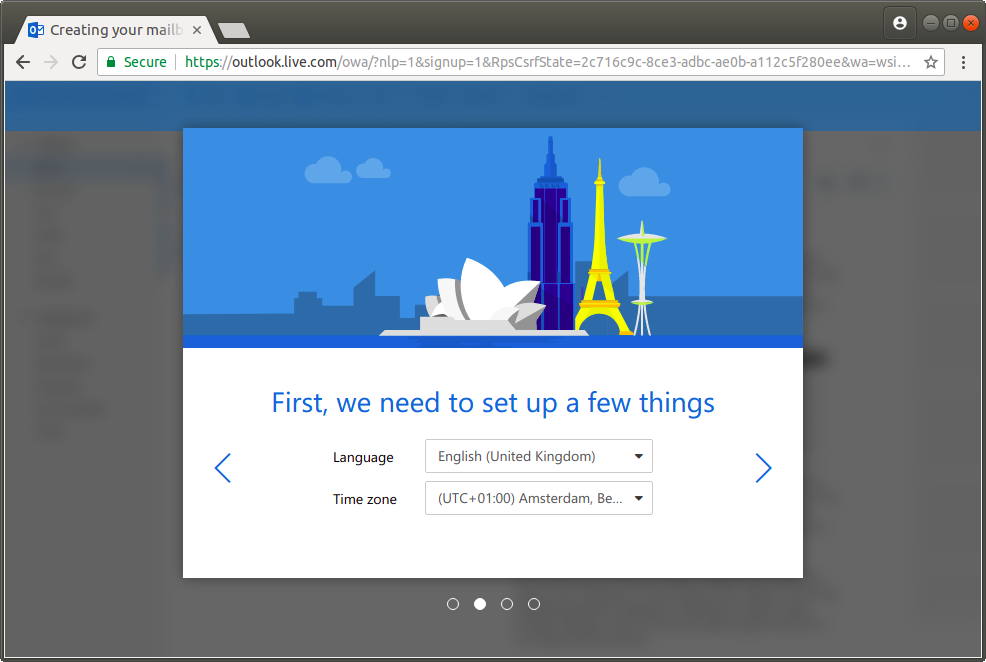 Creating your mailb
Secure
https://outlook.live.com/owa/?nlp=1&signup=1&RpsCsrfState=2c716c9c-8ce3-adbc-ae0b-a112c5f280ee&wa=wsi...
First, we need to set up a few things
Language
English (United Kingdom)
Time zone
(UTC+01:00) Amsterdam, Be...